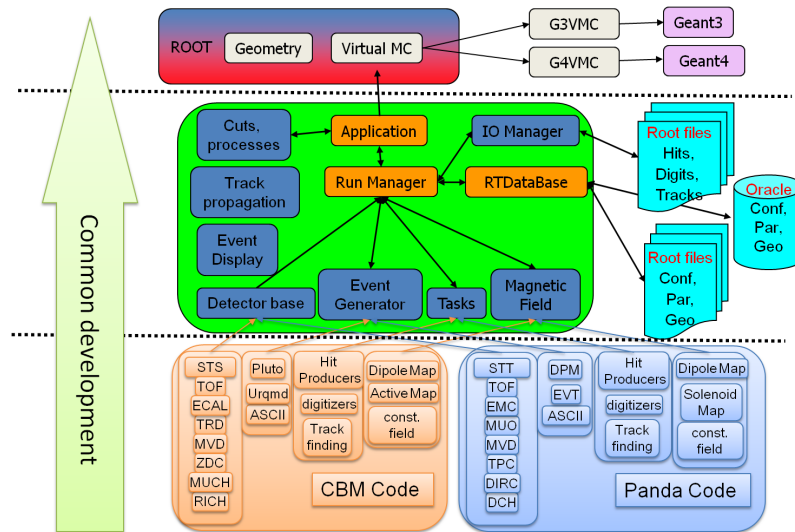 ROOT
Geometry
Virtual MC
G3VMC
Geant3
G4VMC
Geant4
Common development
Cuts,
processes
Application
IO Manager
Track
propagation
Run Manager
RTDataBase
Event
Display
Detector base
Event
Generator
Tasks
Magnetic
Field
Root files
Hits,
Digits,
Tracks
Oracle
Conf,
Par,
Geo
Root files
Conf,
Par,
Geo
STS
TOF
ECAL
TRD
MVD
ZDC
MUCH
RICH
Pluto
Urqmd
ASCII
Hit
Producers
digitizers
Track
finding
Dipole Map
Active Map
const.
field
CBM Code
STT
TOF
EMC
MUO
MVD
TPC
DIRC
DCH
DPM
EVT
ASCII
Hit
Producers
digitizers
Track
finding
Dipole Map
Solenoid
Map
const.
field
Panda Code